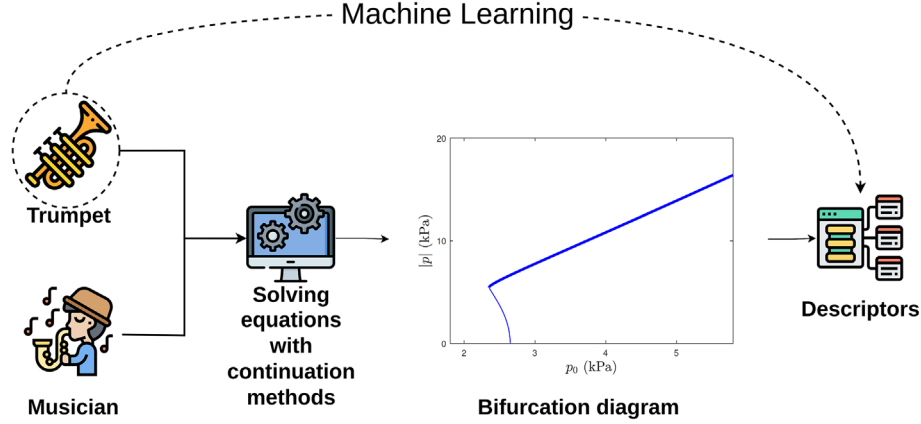 Machine Learning
Trumpet
Musician
Solving
equations
with
continuation
methods
20
10
0
|p| (kPa)
2
3
4
5
p₀ (kPa)
Bifurcation diagram
Descriptors